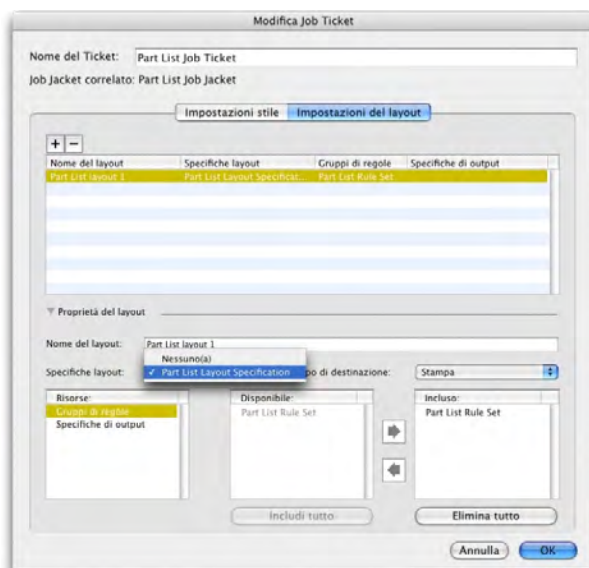 Modifica Job Ticket
Nome del Ticket: Part List Job Ticket
Job Jacket correlato: Part List Job Jacket
Impostazioni stile Impostazioni del layout
+ −
Nome del layout Specifiche layout Gruppi di regole Specifiche di output
Part List layout 1 Part List Layout Specificat... Part List Rule Set
Proprietà del layout
Nome del layout: Part List layout 1
Nessuno(a)
Specifiche layout: ✓ Part List Layout Specification po di destinazione: Stampa
Risorse: Disponibile: Incluso:
Gruppi di regole Part List Rule Set Part List Rule Set
Specifiche di output
Includi tutto Elimina tutto
Annulla OK